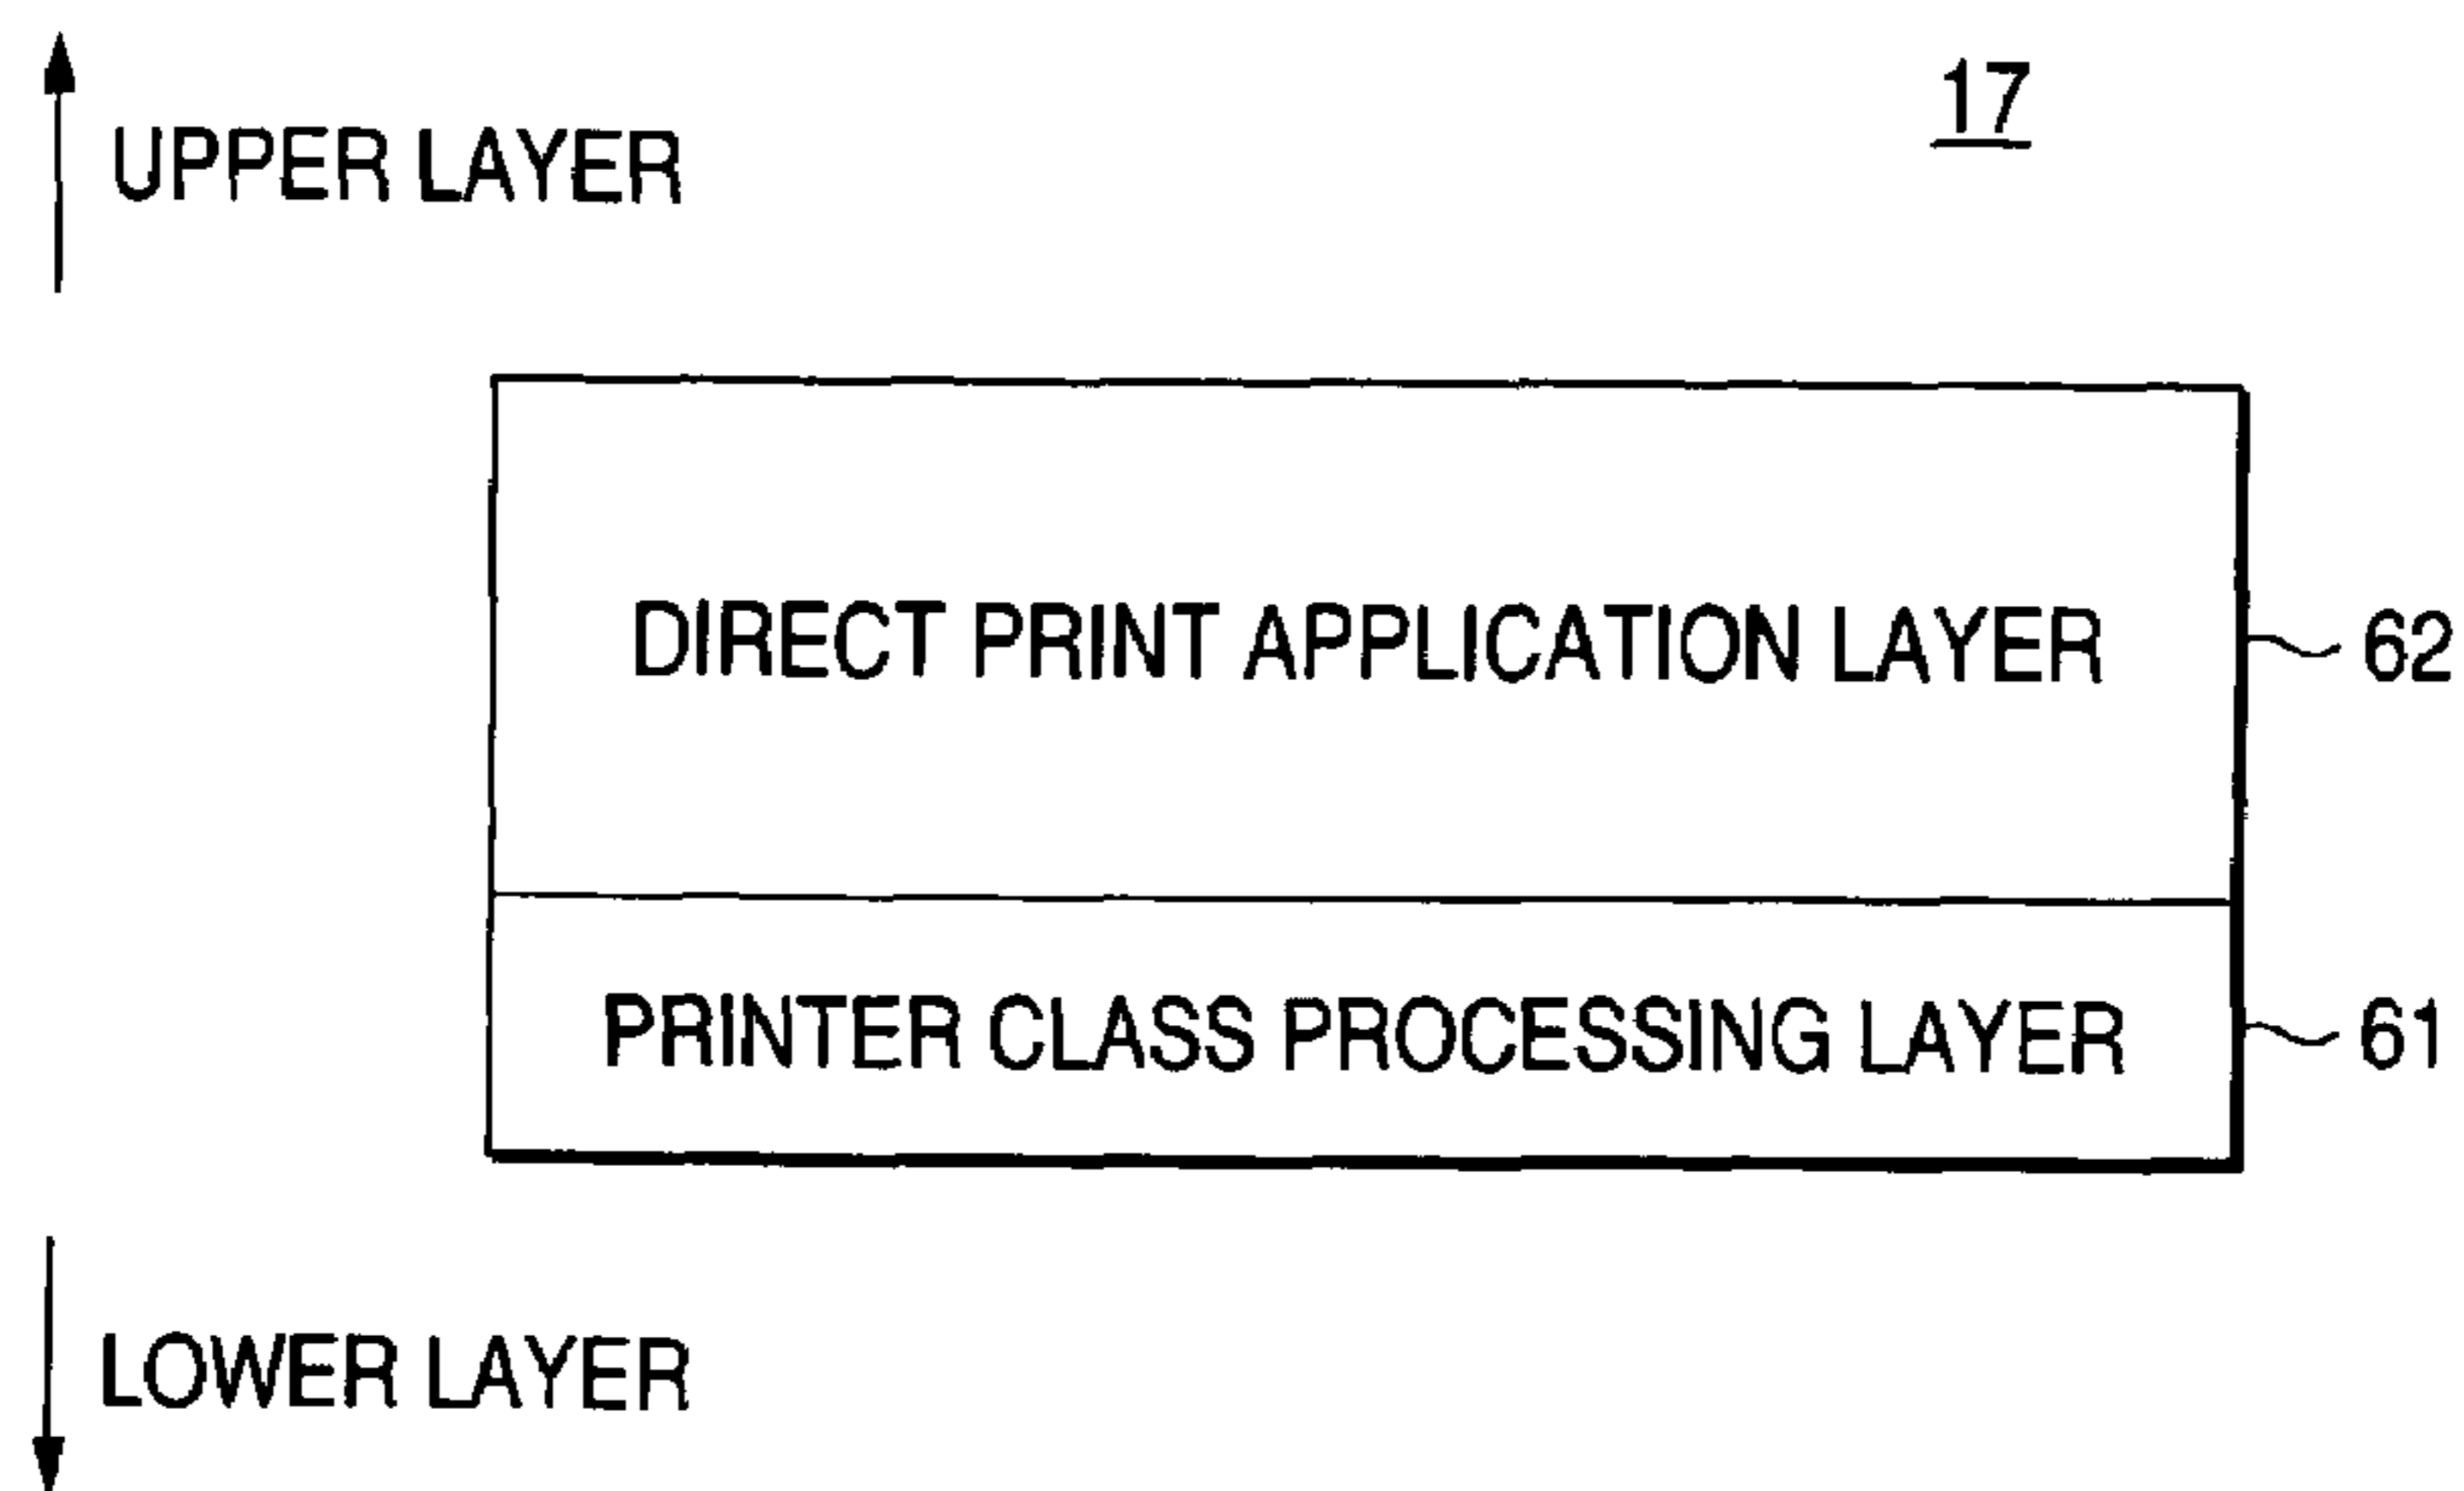 17
UPPER LAYER
DIRECT PRINT APPLICATION LAYER
62
PRINTER CLASS PROCESSING LAYER
61
LOWER LAYER